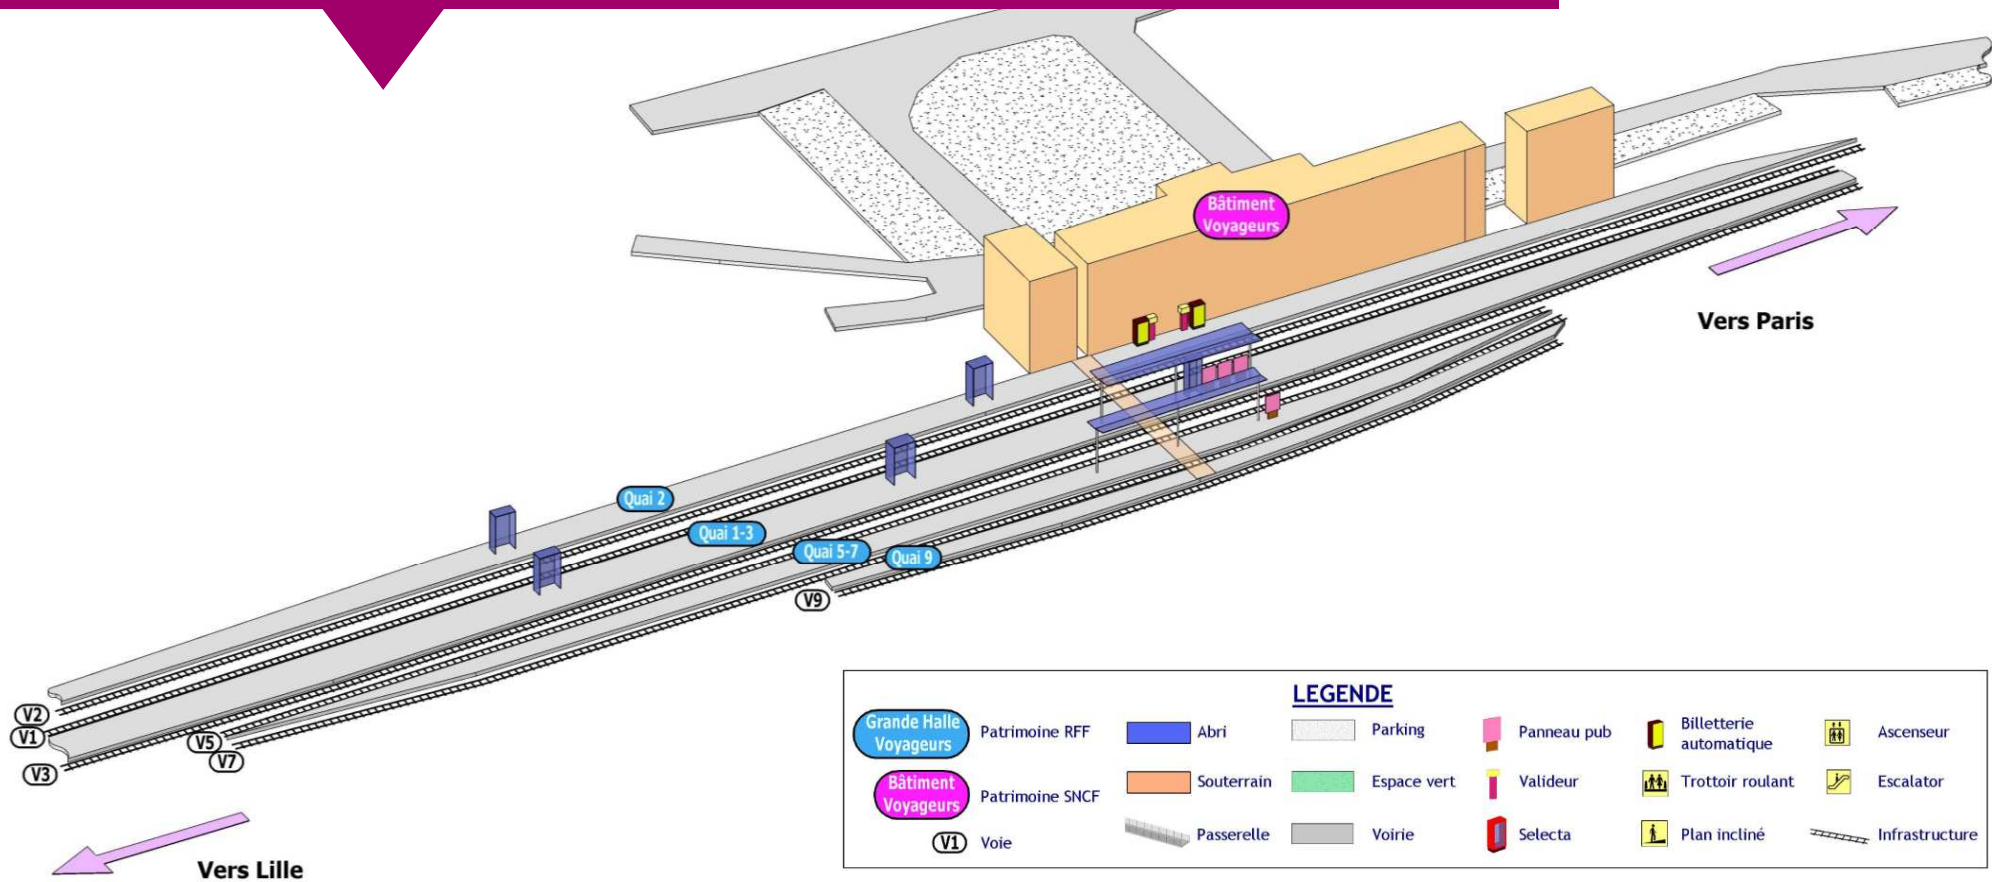 Bâtiment
Voyageurs
Vers Paris
Quai 2
Quai 1-3
Quai 5-7
Quai 9
V9
V2
V1
V5
V7
V3
Vers Lille
LEGENDE
Grande Halle
Voyageurs
Patrimoine RFF
Abri
Parking
Panneau pub
Billetterie
automatique
Ascenseur
Bâtiment
Voyageurs
Patrimoine SNCF
Souterrain
Espace vert
Valideur
Trottoir roulant
Escalator
V1
Voie
Passerelle
Voirie
Selecta
Plan incliné
Infrastructure